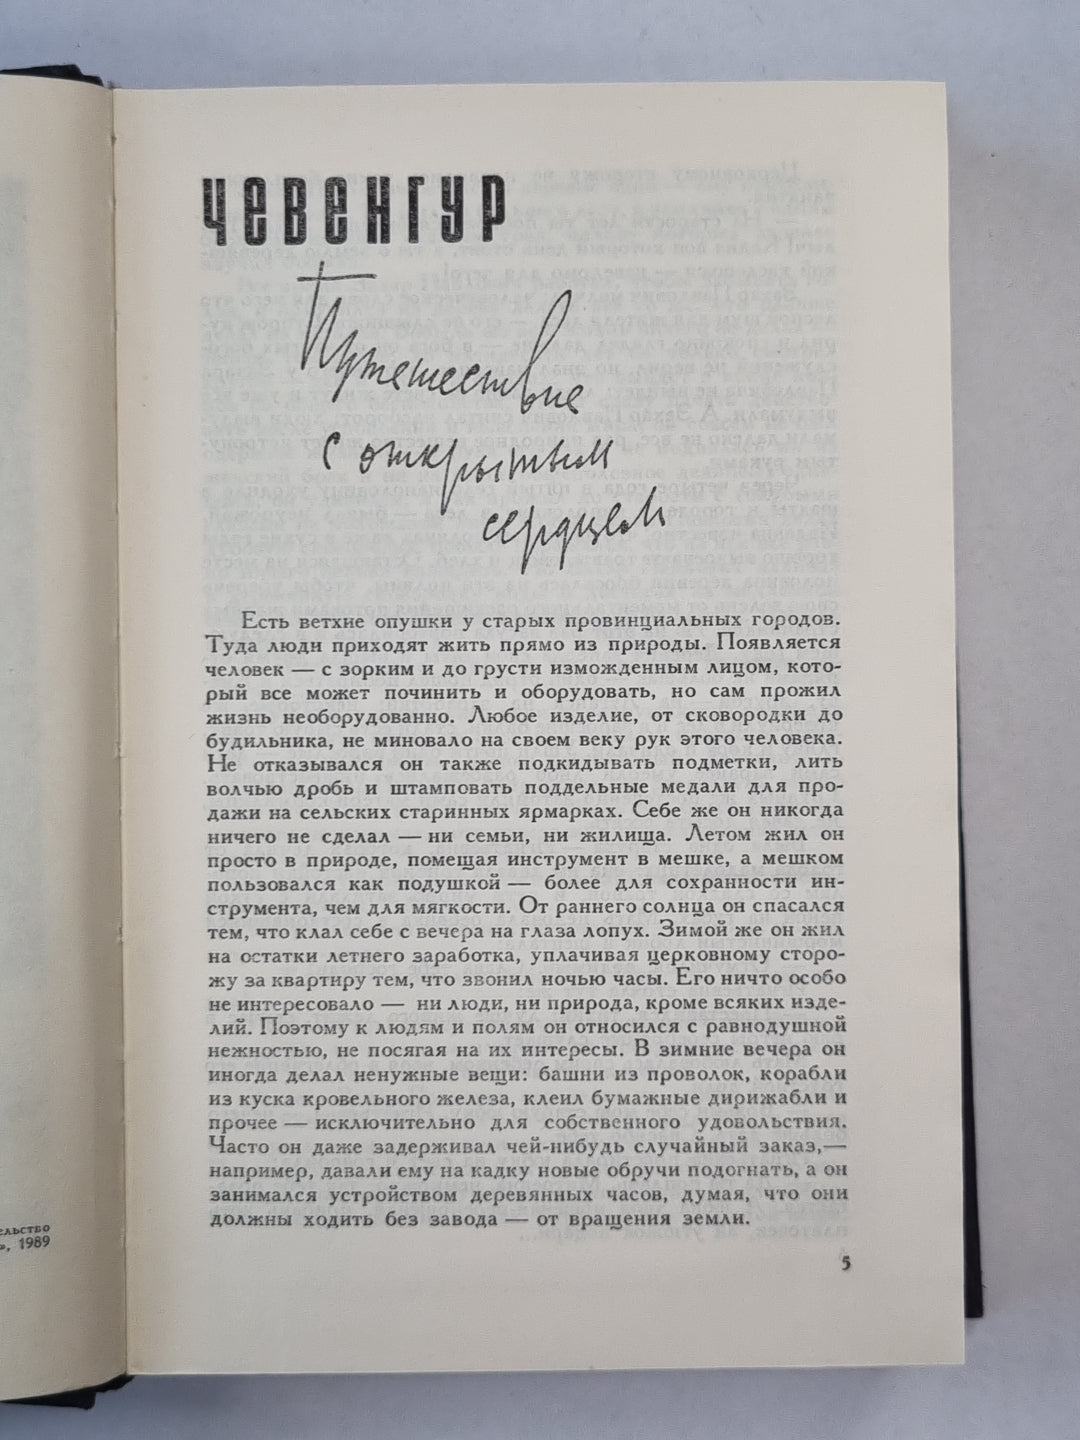 ЧЕВЕНГУР
Путешествие
с открытым
сердцем
Есть ветхие опушки у старых провинциальных городов.
Туда люди приходят жить прямо из природы. Появляется
человек — с зорким и до грусти изможденным лицом, кото-
рый все может починить и оборудовать, но сам прожил
жизнь необорудованно. Любое изделие, от сковородки до
будильника, не миновало на своем веку рук этого человека.
Не отказывался он также подкидывать подметки, лить
волчью дробь и штамповать поддельные медали для про-
дажи на сельских старинных ярмарках. Себе же он никогда
ничего не сделал — ни семьи, ни жилища. Летом жил он
просто в природе, помещая инструмент в мешке, а мешком
пользовался как подушкой — более для сохранности ин-
струмента, чем для мягкости. От раннего солнца он спасался
тем, что клал себе с вечера на глаза лопух. Зимой же он жил
на остатки летнего заработка, уплачивая церковному сторо-
жу за квартиру тем, что звонил ночью часы. Его ничто особо
не интересовало — ни люди, ни природа, кроме всяких изде-
лий. Поэтому к людям и полям он относился с равнодушной
нежностью, не посягая на их интересы. В зимние вечера он
иногда делал ненужные вещи: башни из проволок, корабли
из куска кровельного железа, клеил бумажные дирижабли и
прочее — исключительно для собственного удовольствия.
Часто он даже задерживал чей-нибудь случайный заказ,—
например, давали ему на кадку новые обручи подогнать, а он
занимался устройством деревянных часов, думая, что они
должны ходить без завода — от вращения земли.
5
ельство
», 1989